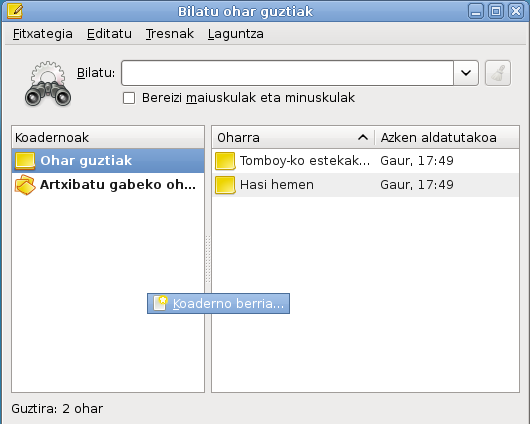 Bilatu ohar guztiak
Fitxategia Editatu Tresnak Laguntza
Bilatu:
Bereizi maiuskulak eta minuskulak
Koadernoak
Ohar guztiak
Artxibatu gabeko oh...
Oharra Azken aldatutakoa
Tomboy-ko estekak... Gaur, 17:49
Hasi hemen Gaur, 17:49
Koaderno berria...
Guztira: 2 ohar